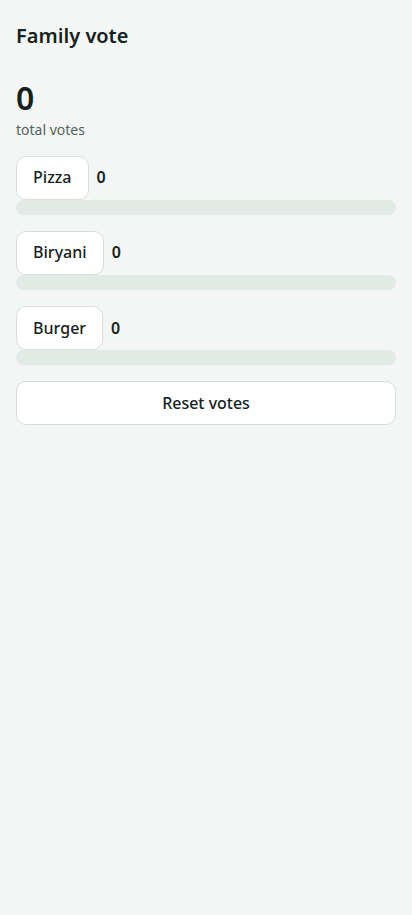 Family vote
0
total votes
Pizza 0
Biryani 0
Burger 0
Reset votes